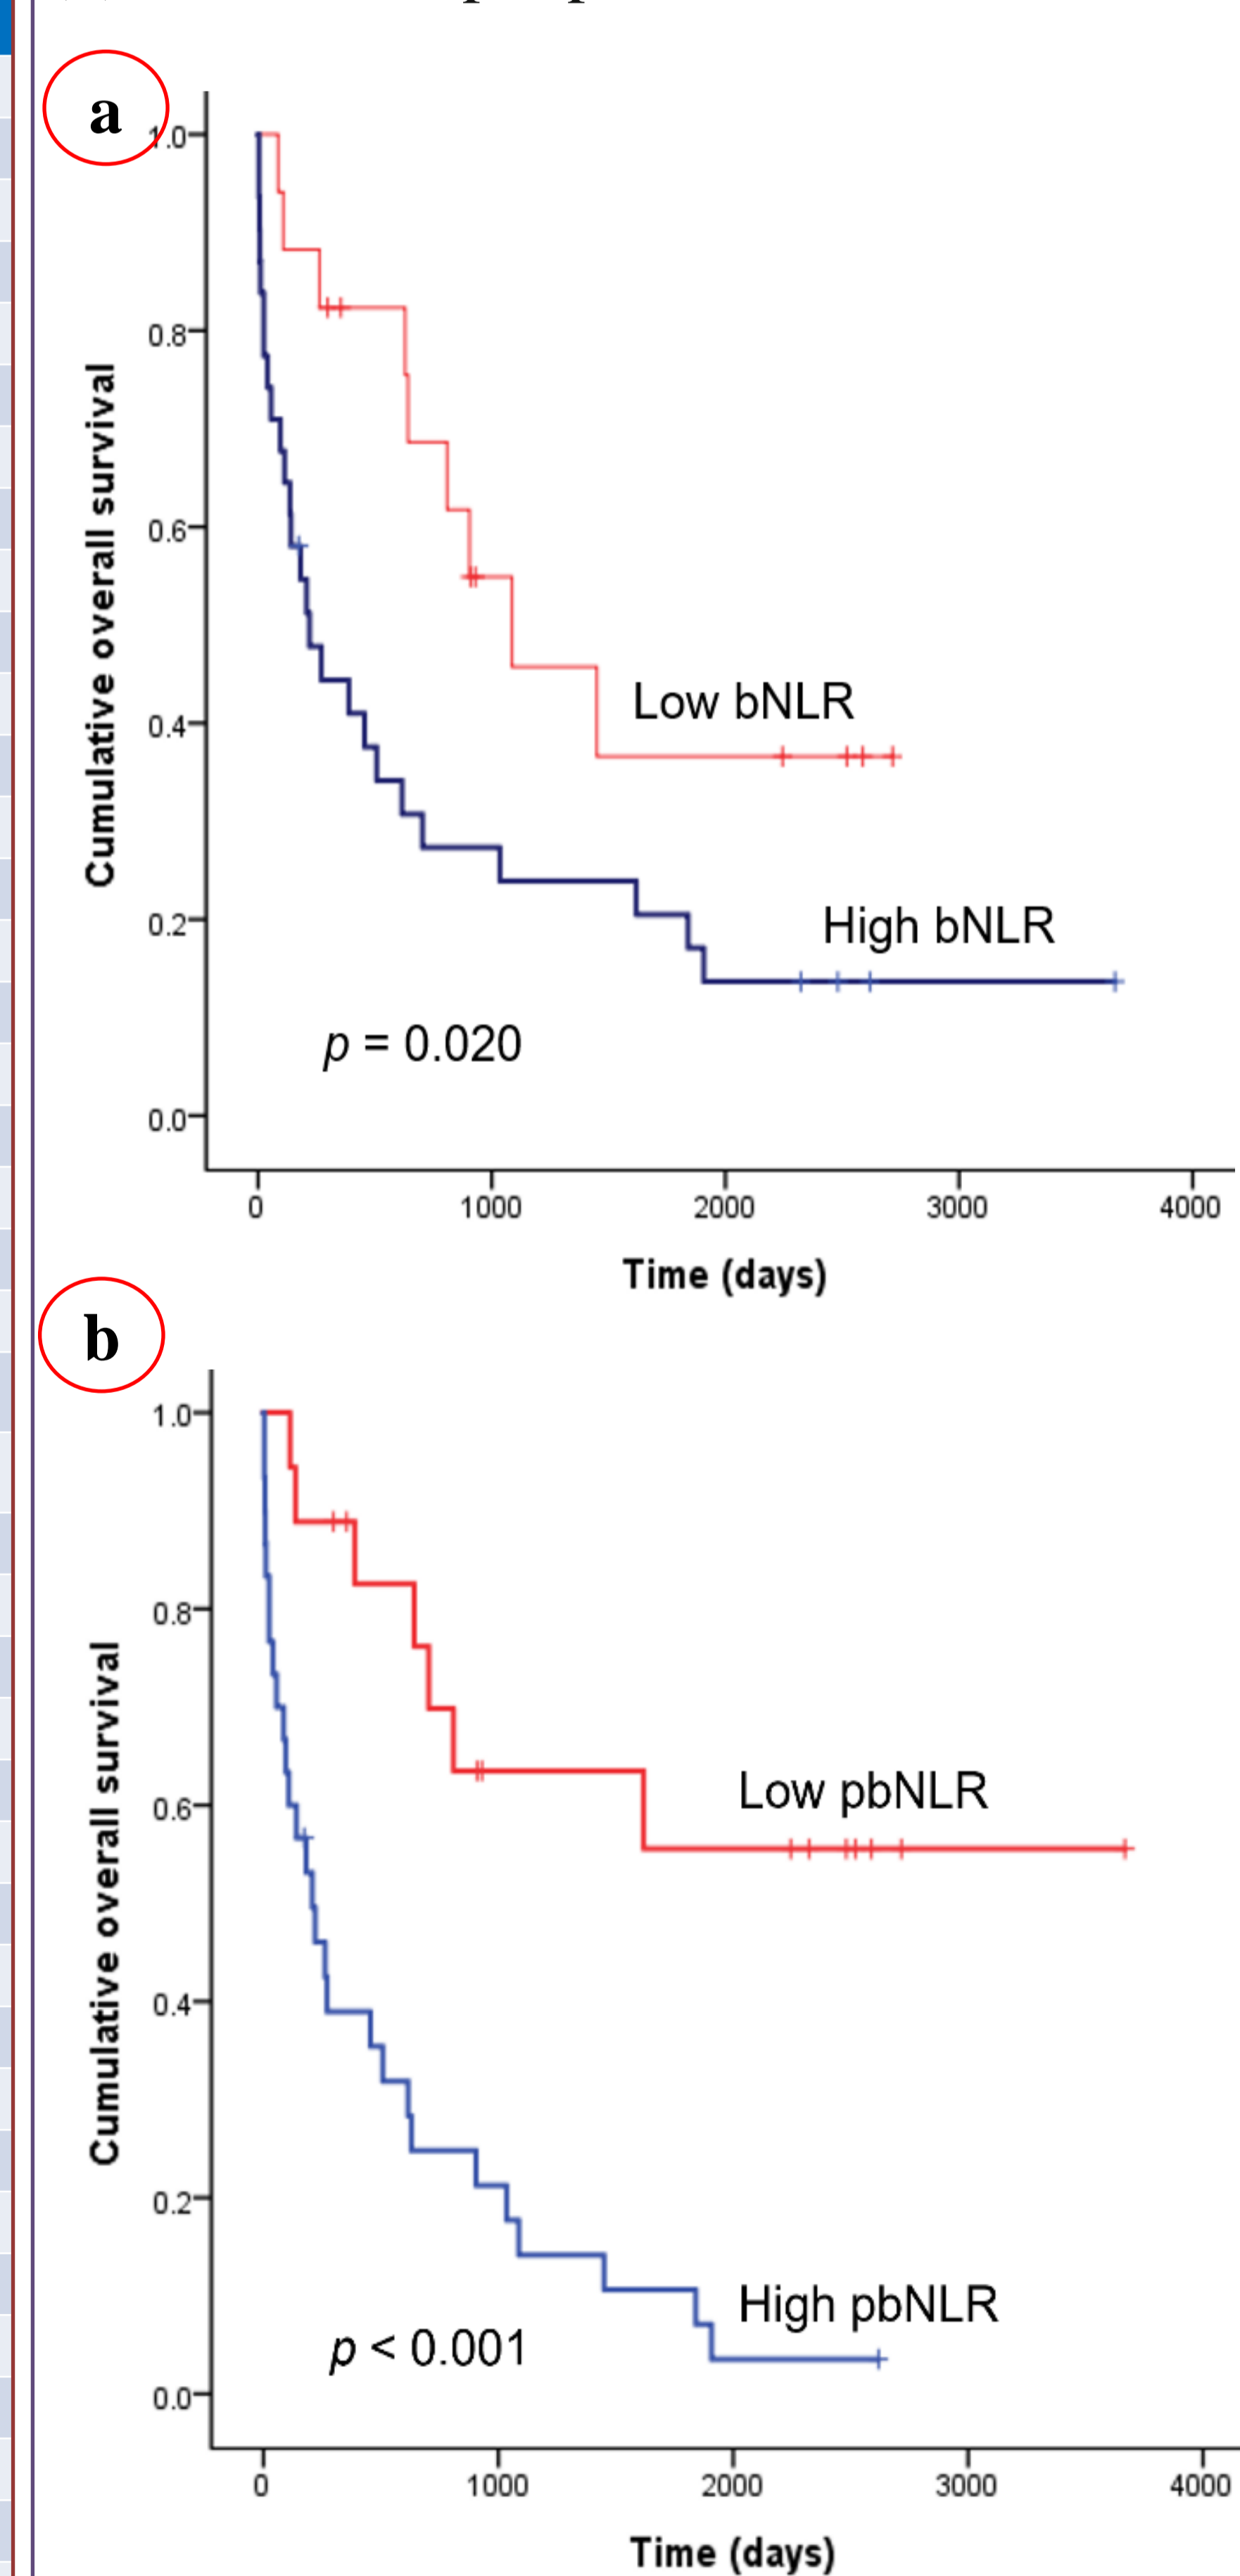 a
Cumulative overall survival
1.0
0.8
0.6
0.4
0.2
0.0
Low bNLR
High bNLR
p = 0.020
0 1000 2000 3000 4000
Time (days)
b
Cumulative overall survival
1.0
0.8
0.6
0.4
0.2
0.0
Low pbNLR
High pbNLR
p < 0.001
0 1000 2000 3000 4000
Time (days)